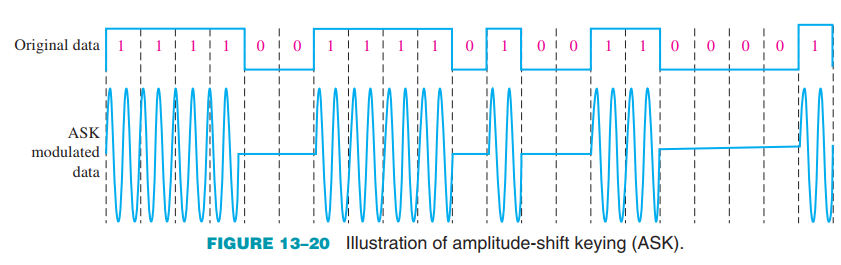 Original data 1 1 1 1 0 0 1 1 1 1 0 1 0 0 1 1 0 0 0 0 1
ASK
modulated
data
FIGURE 13–20 Illustration of amplitude-shift keying (ASK).